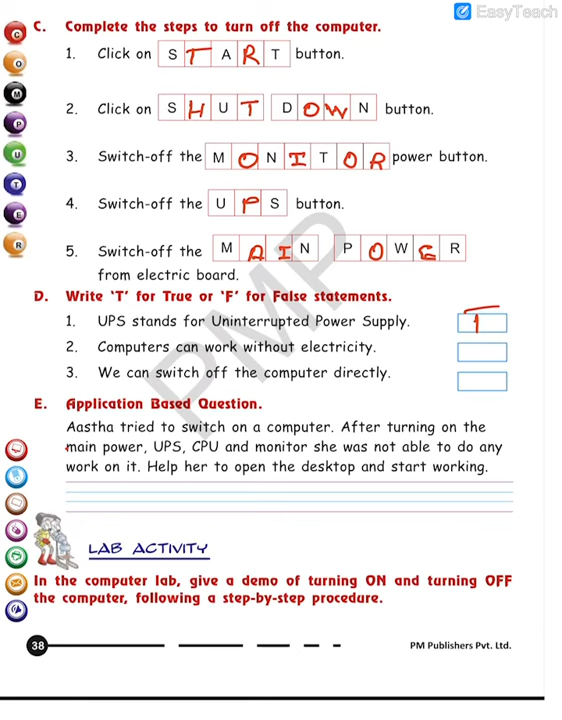 EasyTeach
C. Complete the steps to turn off the computer.
1. Click on S T A R T button.
2. Click on S H U T D O W N button.
3. Switch-off the M O N I T O R power button.
4. Switch-off the U P S button.
5. Switch-off the M A I N P O W E R
from electric board.
D. Write 'T' for True or 'F' for False statements.
1. UPS stands for Uninterrupted Power Supply. T
2. Computers can work without electricity.
3. We can switch off the computer directly.
E. Application Based Question.
Aastha tried to switch on a computer. After turning on the
main power, UPS, CPU and monitor she was not able to do any
work on it. Help her to open the desktop and start working.
LAB ACTIVITY
In the computer lab, give a demo of turning ON and turning OFF
the computer, following a step-by-step procedure.
38 PM Publishers Pvt. Ltd.
C
O
M
P
U
T
E
R
PMP